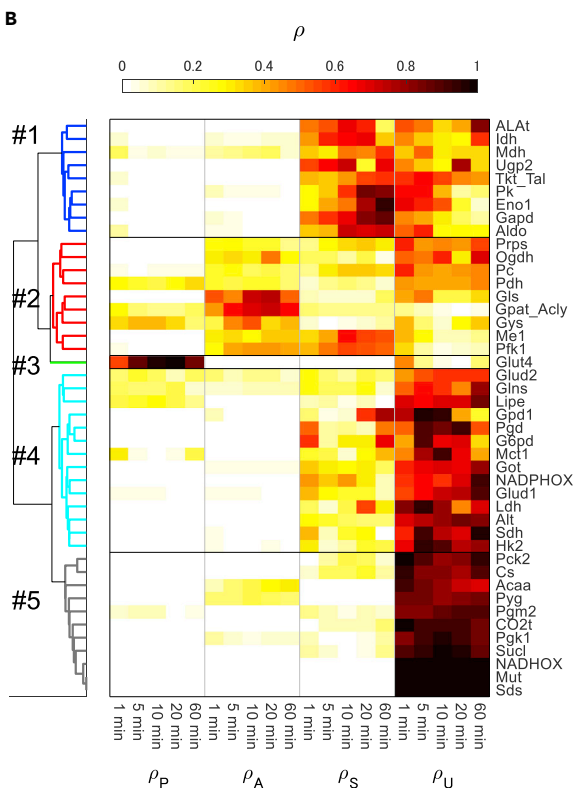 B
ρ
0 0.2 0.4 0.6 0.8 1
#1
#2
#3
#4
#5
ALAt
Idh
Mdh
Ugp2
Tkt_Tal
Pk
Eno1
Gapd
Aldo
Prps
Ogdh
Pc
Pdh
Gls
Gpat_Acly
Gys
Me1
Pfk1
Glut4
Glud2
Glns
Lipe
Gpd1
Pgd
G6pd
Mct1
Got
NADPHOX
Glud1
Ldh
Alt
Sdh
Hk2
Pck2
Cs
Acaa
Pyg
Pgm2
CO2t
Pgk1
Sucl
NADHOX
Mut
Sds
1 min 5 min 10 min 20 min 60 min 1 min 5 min 10 min 20 min 60 min 1 min 5 min 10 min 20 min 60 min 1 min 5 min 10 min 20 min 60 min
ρP ρA ρS ρU